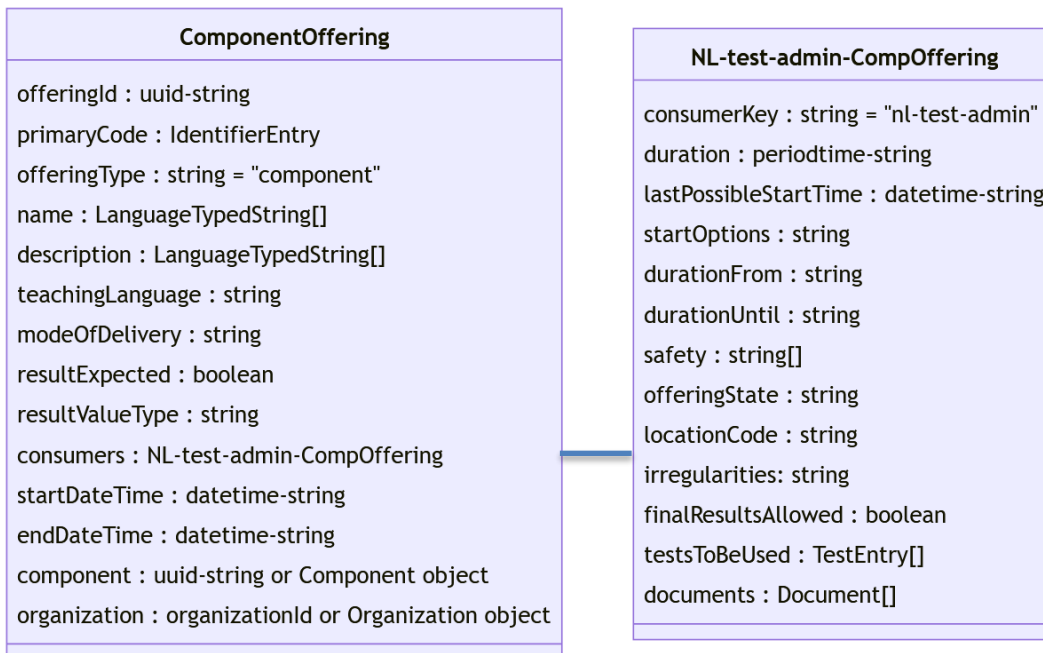 ComponentOffering
offeringId : uuid-string
primaryCode : IdentifierEntry
offeringType : string = "component"
name : LanguageTypedString[]
description : LanguageTypedString[]
teachingLanguage : string
modeOfDelivery : string
resultExpected : boolean
resultValueType : string
consumers : NL-test-admin-CompOffering
startDateTime : datetime-string
endDateTime : datetime-string
component : uuid-string or Component object
organization : organizationId or Organization object
NL-test-admin-CompOffering
consumerKey : string = "nl-test-admin"
duration : periodtime-string
lastPossibleStartTime : datetime-string
startOptions : string
durationFrom : string
durationUntil : string
safety : string[]
offeringState : string
locationCode : string
irregularities: string
finalResultsAllowed : boolean
testsToBeUsed : TestEntry[]
documents : Document[]